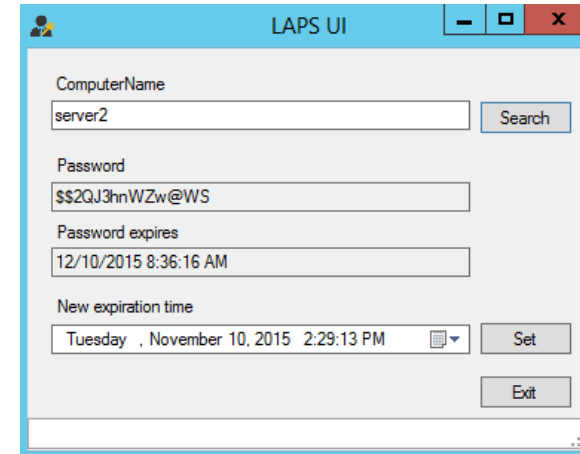 LAPS UI
ComputerName
server2
Search
Password
$$2QJ3hnWZw@WS
Password expires
12/10/2015 8:36:16 AM
New expiration time
Tuesday , November 10, 2015 2:29:13 PM
Set
Exit